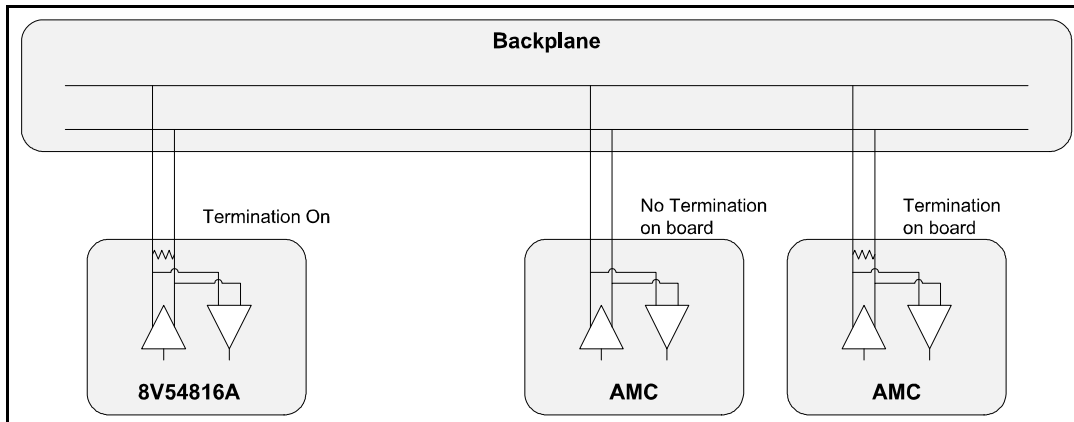 Backplane
Termination On
No Termination
on board
Termination
on board
8V54816A
AMC
AMC